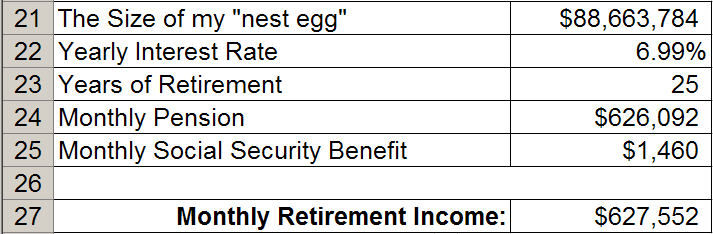 21 The Size of my "nest egg" $88,663,784
22 Yearly Interest Rate 6.99%
23 Years of Retirement 25
24 Monthly Pension $626,092
25 Monthly Social Security Benefit $1,460
26
27 Monthly Retirement Income: $627,552